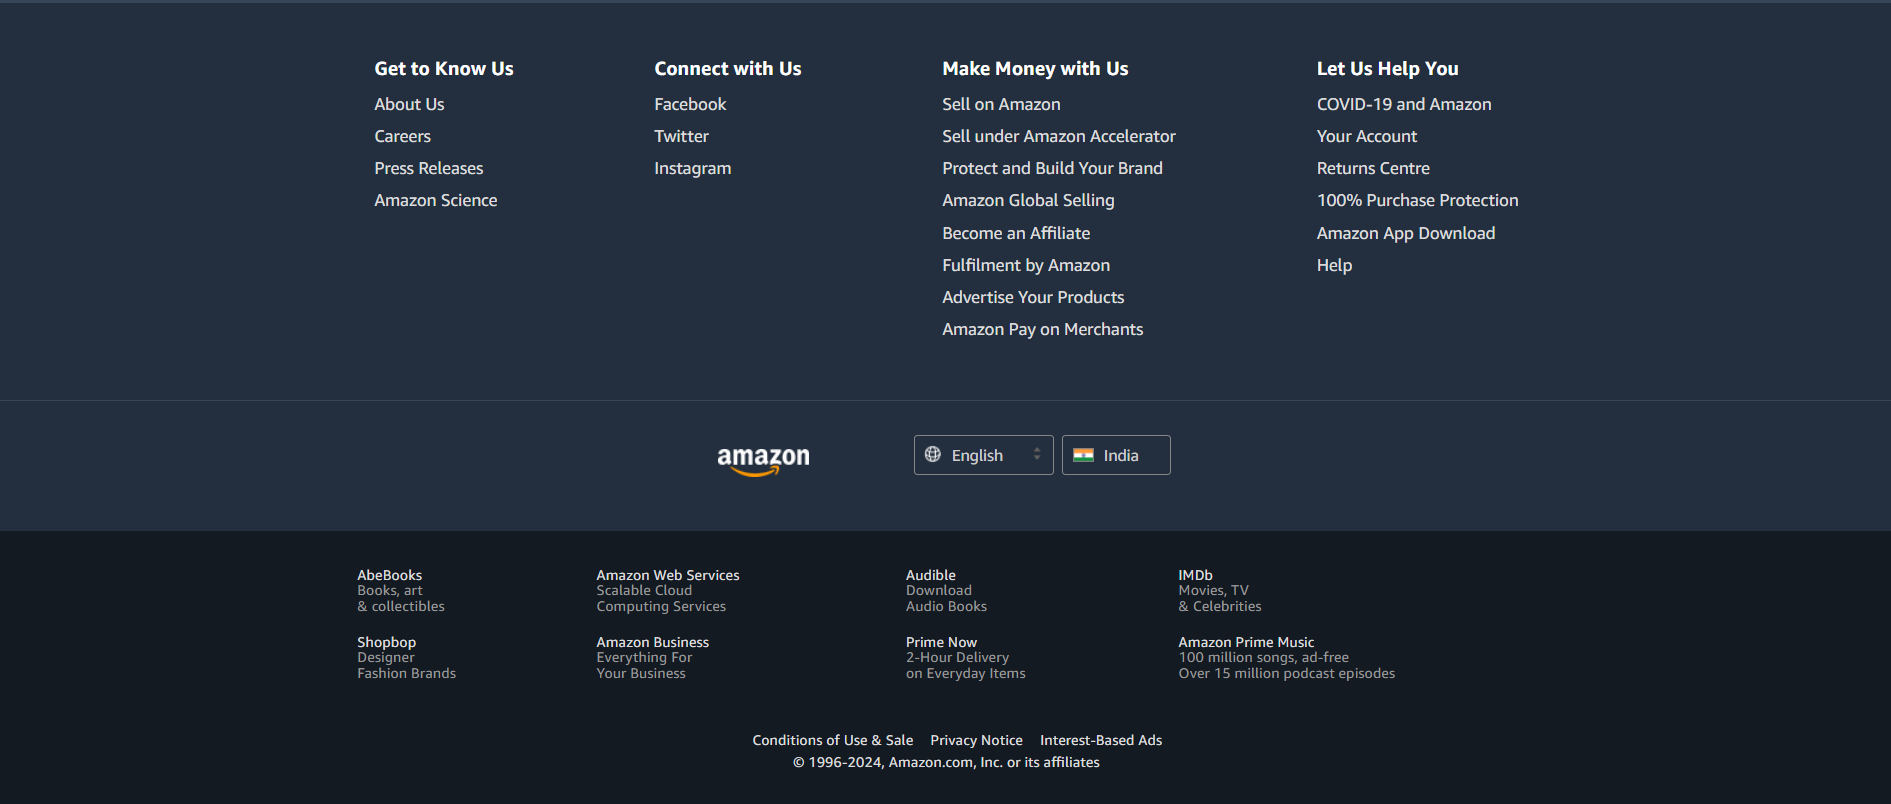 Get to Know Us
About Us
Careers
Press Releases
Amazon Science
Connect with Us
Facebook
Twitter
Instagram
Make Money with Us
Sell on Amazon
Sell under Amazon Accelerator
Protect and Build Your Brand
Amazon Global Selling
Become an Affiliate
Fulfilment by Amazon
Advertise Your Products
Amazon Pay on Merchants
Let Us Help You
COVID-19 and Amazon
Your Account
Returns Centre
100% Purchase Protection
Amazon App Download
Help
amazon
English
India
AbeBooks
Books, art
& collectibles
Amazon Web Services
Scalable Cloud
Computing Services
Audible
Download
Audio Books
IMDb
Movies, TV
& Celebrities
Shopbop
Designer
Fashion Brands
Amazon Business
Everything For
Your Business
Prime Now
2-Hour Delivery
on Everyday Items
Amazon Prime Music
100 million songs, ad-free
Over 15 million podcast episodes
Conditions of Use & Sale Privacy Notice Interest-Based Ads
© 1996-2024, Amazon.com, Inc. or its affiliates